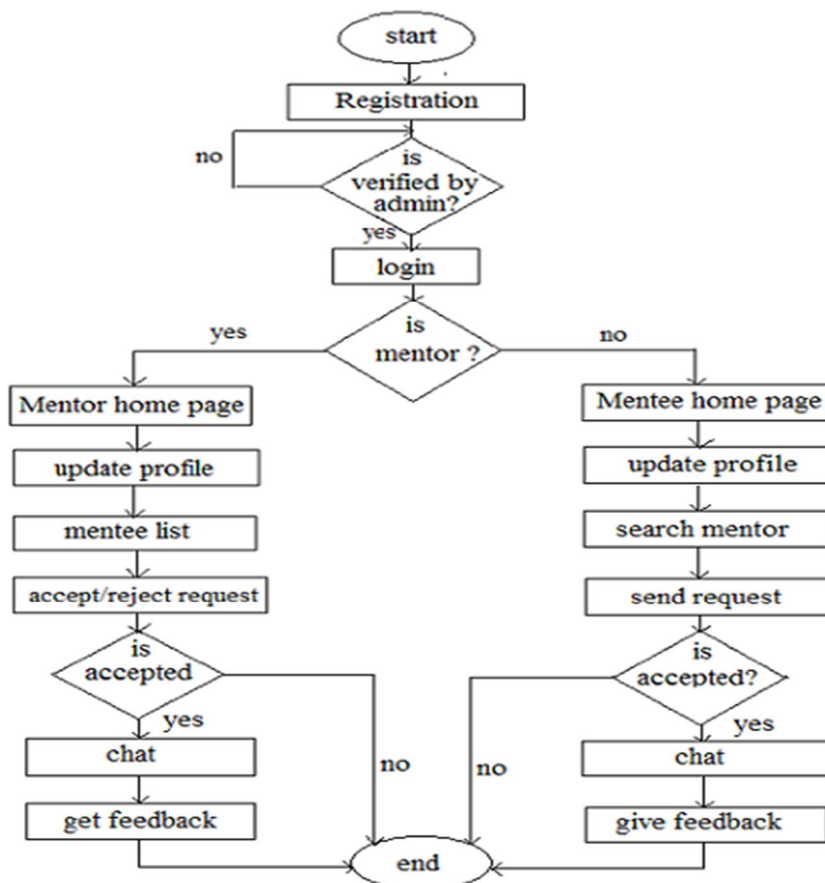 start
Registration
no
is
verified by
admin?
yes
login
yes
is
mentor ?
no
Mentor home page
update profile
mentee list
accept/reject request
is
accepted
yes
chat
no
get feedback
Mentee home page
update profile
search mentor
send request
is
accepted?
yes
chat
no
give feedback
end